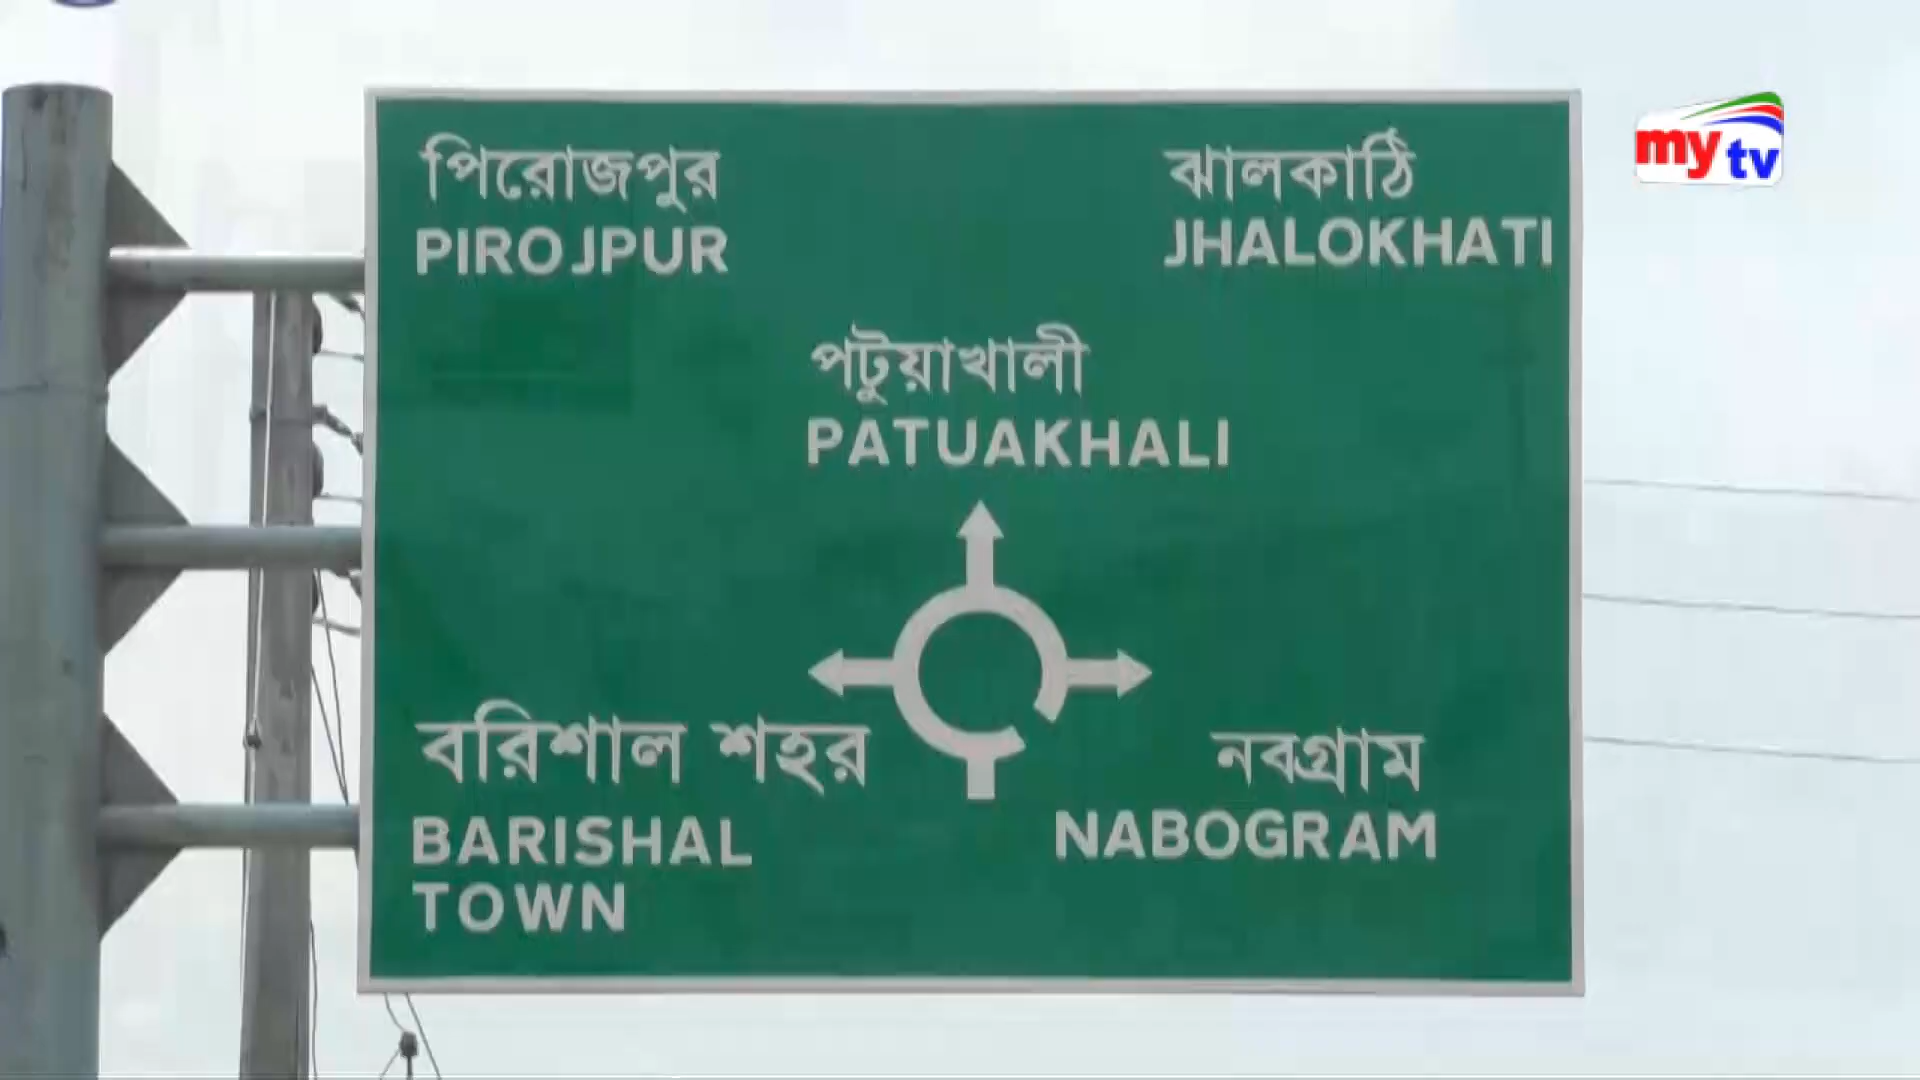 পিরোজপুর
PIROJPUR
ঝালকাঠি
JHALOKHATI
my tv
পটুয়াখালী
PATUAKHALI
বরিশাল শহর
BARISHAL
TOWN
নবগ্রাম
NABOGRAM